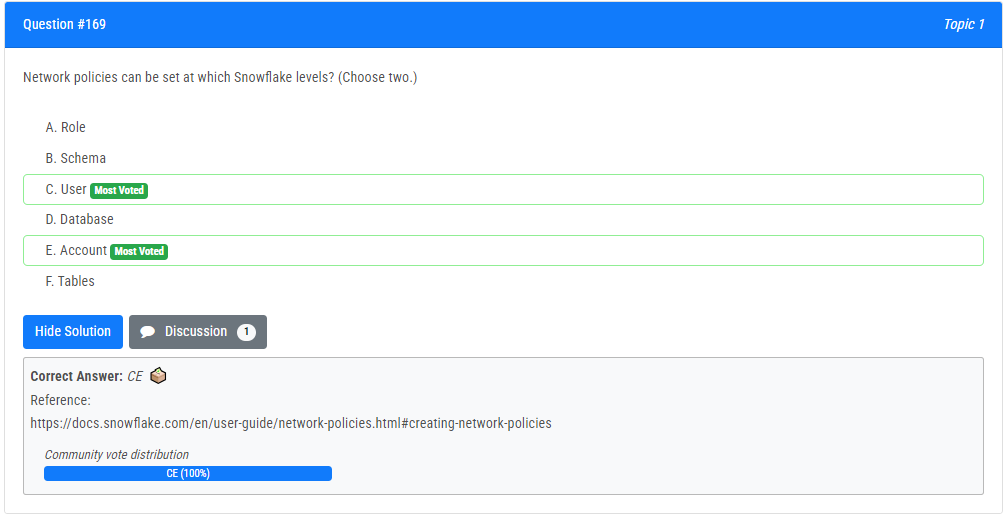 Question #169
Topic 1
Network policies can be set at which Snowflake levels? (Choose two.)
A. Role
B. Schema
C. User Most Voted
D. Database
E. Account Most Voted
F. Tables
Hide Solution
Discussion 1
Correct Answer: CE
Reference:
https://docs.snowflake.com/en/user-guide/network-policies.html#creating-network-policies
Community vote distribution
CE (100%)